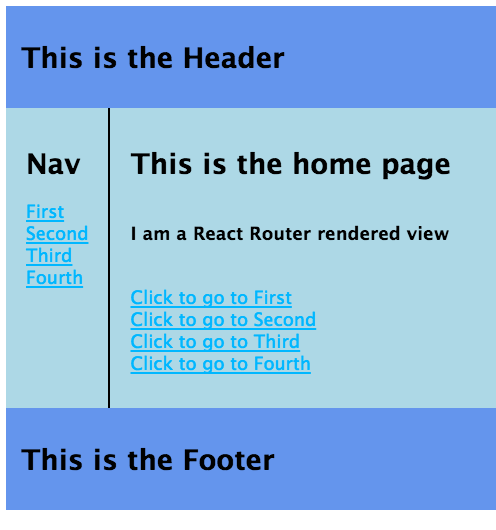 This is the Header
Nav
First
Second
Third
Fourth
This is the home page
I am a React Router rendered view
Click to go to First
Click to go to Second
Click to go to Third
Click to go to Fourth
This is the Footer